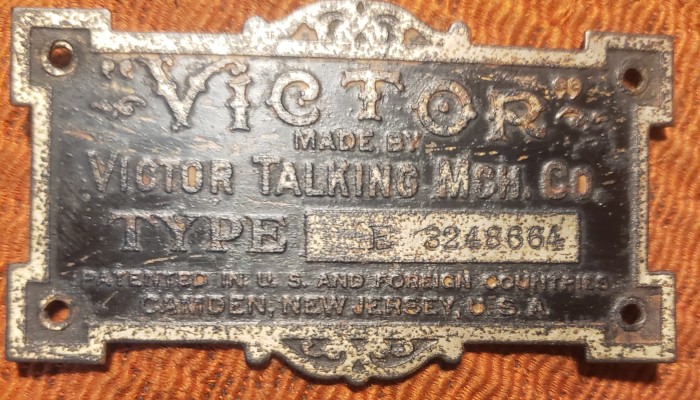 "VICTOR"
MADE BY
VICTOR TALKING MCH. CO.
TYPE E 3248664
PATENTED IN U.S. AND FOREIGN COUNTRIES
CAMDEN, NEW JERSEY, U.S.A.